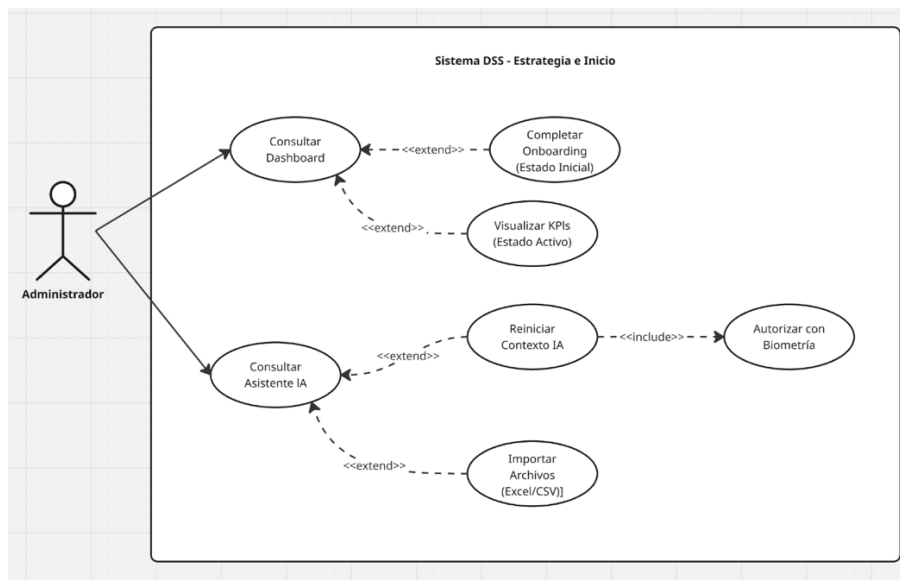 Sistema DSS - Estrategia e Inicio
Consultar
Dashboard
<<extend>>
Completar
Onboarding
(Estado Inicial)
<<extend>>
Visualizar KPIs
(Estado Activo)
Administrador
Consultar
Asistente IA
<<extend>>
Reiniciar
Contexto IA
<<include>>
Autorizar con
Biometría
<<extend>>
Importar
Archivos
(Excel/CSV)]